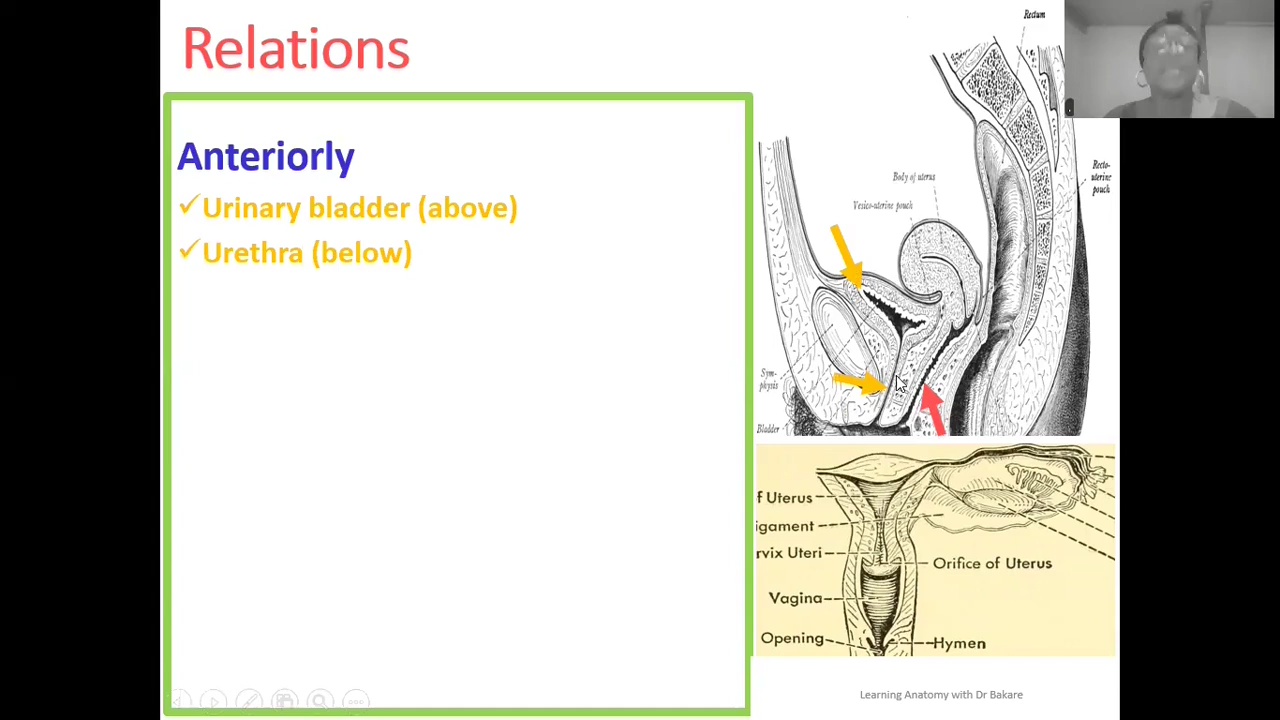 Relations
Anteriorly
✓Urinary bladder (above)
✓Urethra (below)
Rectum
Recto-
uterine
pouch
Body of uterus
Vesico-uterine pouch
Sym-
physis
Bladder
f Uterus
igament
rvix Uteri
Orifice of Uterus
Vagina
Opening
Hymen
Learning Anatomy with Dr Bakare